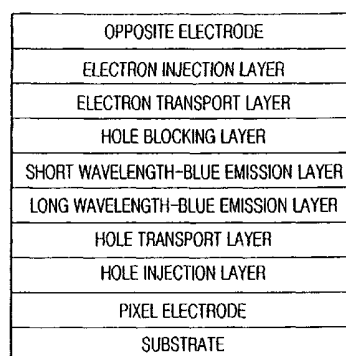 OPPOSITE ELECTRODE
ELECTRON INJECTION LAYER
ELECTRON TRANSPORT LAYER
HOLE BLOCKING LAYER
SHORT WAVELENGTH-BLUE EMISSION LAYER
LONG WAVELENGTH-BLUE EMISSION LAYER
HOLE TRANSPORT LAYER
HOLE INJECTION LAYER
PIXEL ELECTRODE
SUBSTRATE